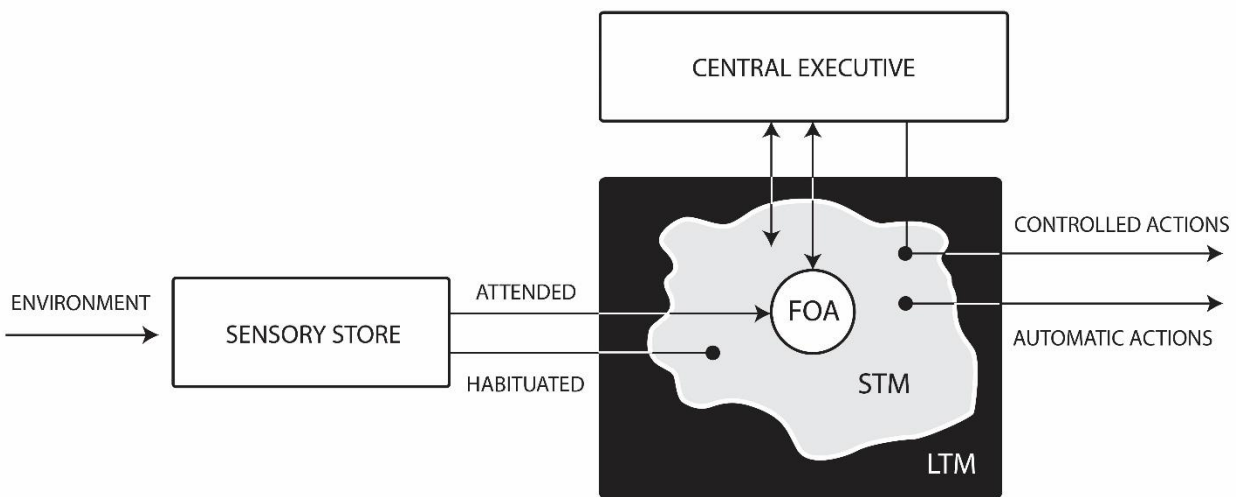 CENTRAL EXECUTIVE
CONTROLLED ACTIONS
ENVIRONMENT
ATTENDED
FOA
SENSORY STORE
AUTOMATIC ACTIONS
HABITUATED
STM
LTM